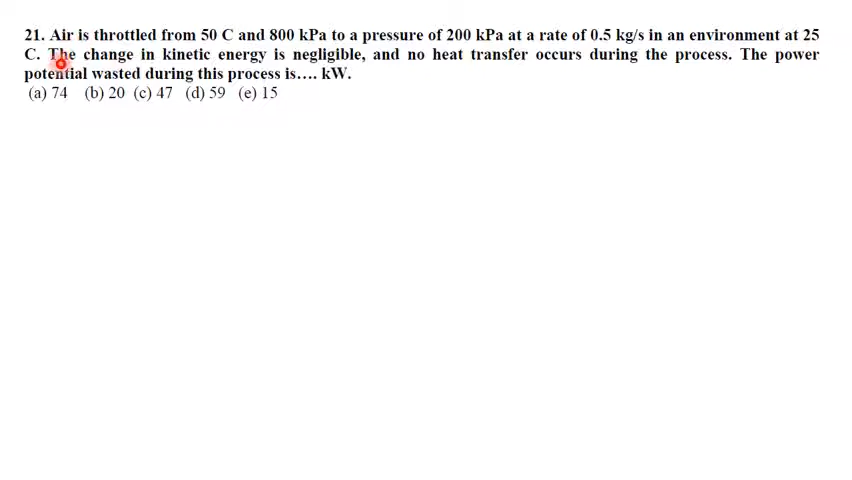 21. Air is throttled from 50 C and 800 kPa to a pressure of 200 kPa at a rate of 0.5 kg/s in an environment at 25
C. The change in kinetic energy is negligible, and no heat transfer occurs during the process. The power
potential wasted during this process is…. kW.
(a) 74 (b) 20 (c) 47 (d) 59 (e) 15